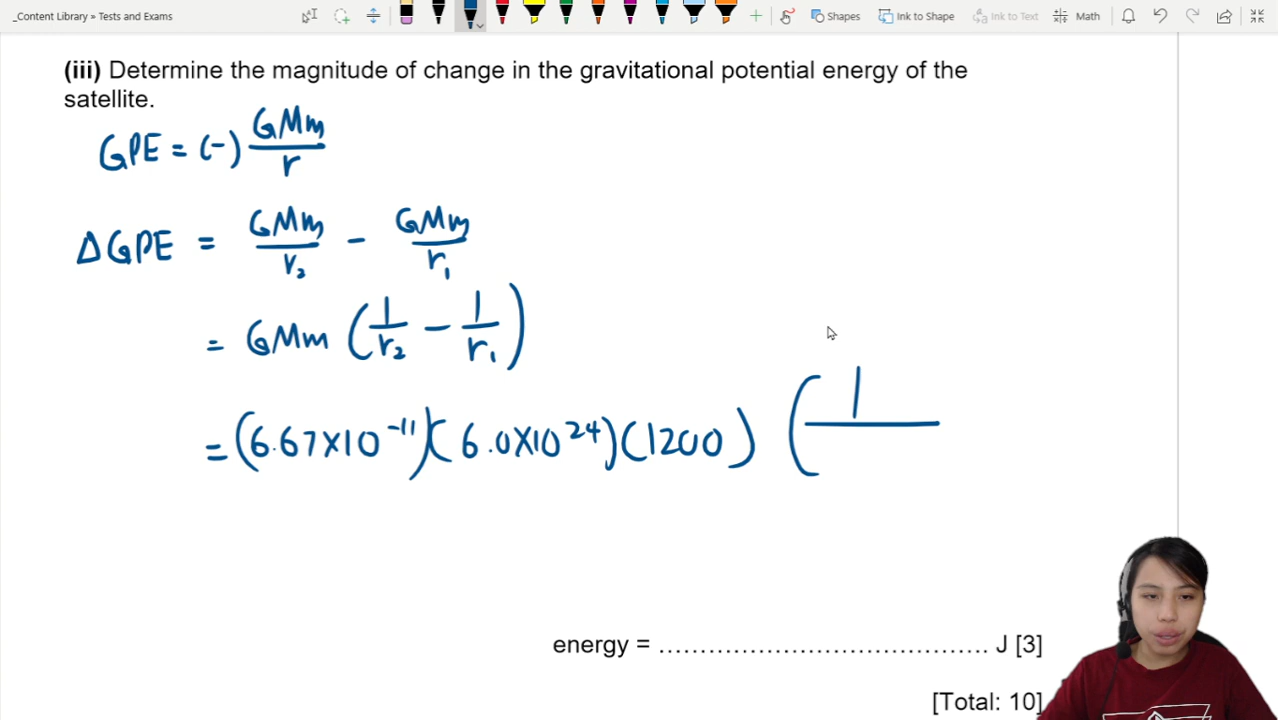 _Content Library » Tests and Exams
Shapes
Ink to Shape
Ink to Text
Math
(iii) Determine the magnitude of change in the gravitational potential energy of the
satellite.
GPE = (-) GMm / r
ΔGPE = GMm / r₂ - GMm / r₁
= GMm (1 / r₂ - 1 / r₁)
= (6.67×10⁻¹¹)(6.0×10²⁴)(1200) (1 /
energy = ………………………………… J [3]
[Total: 10]